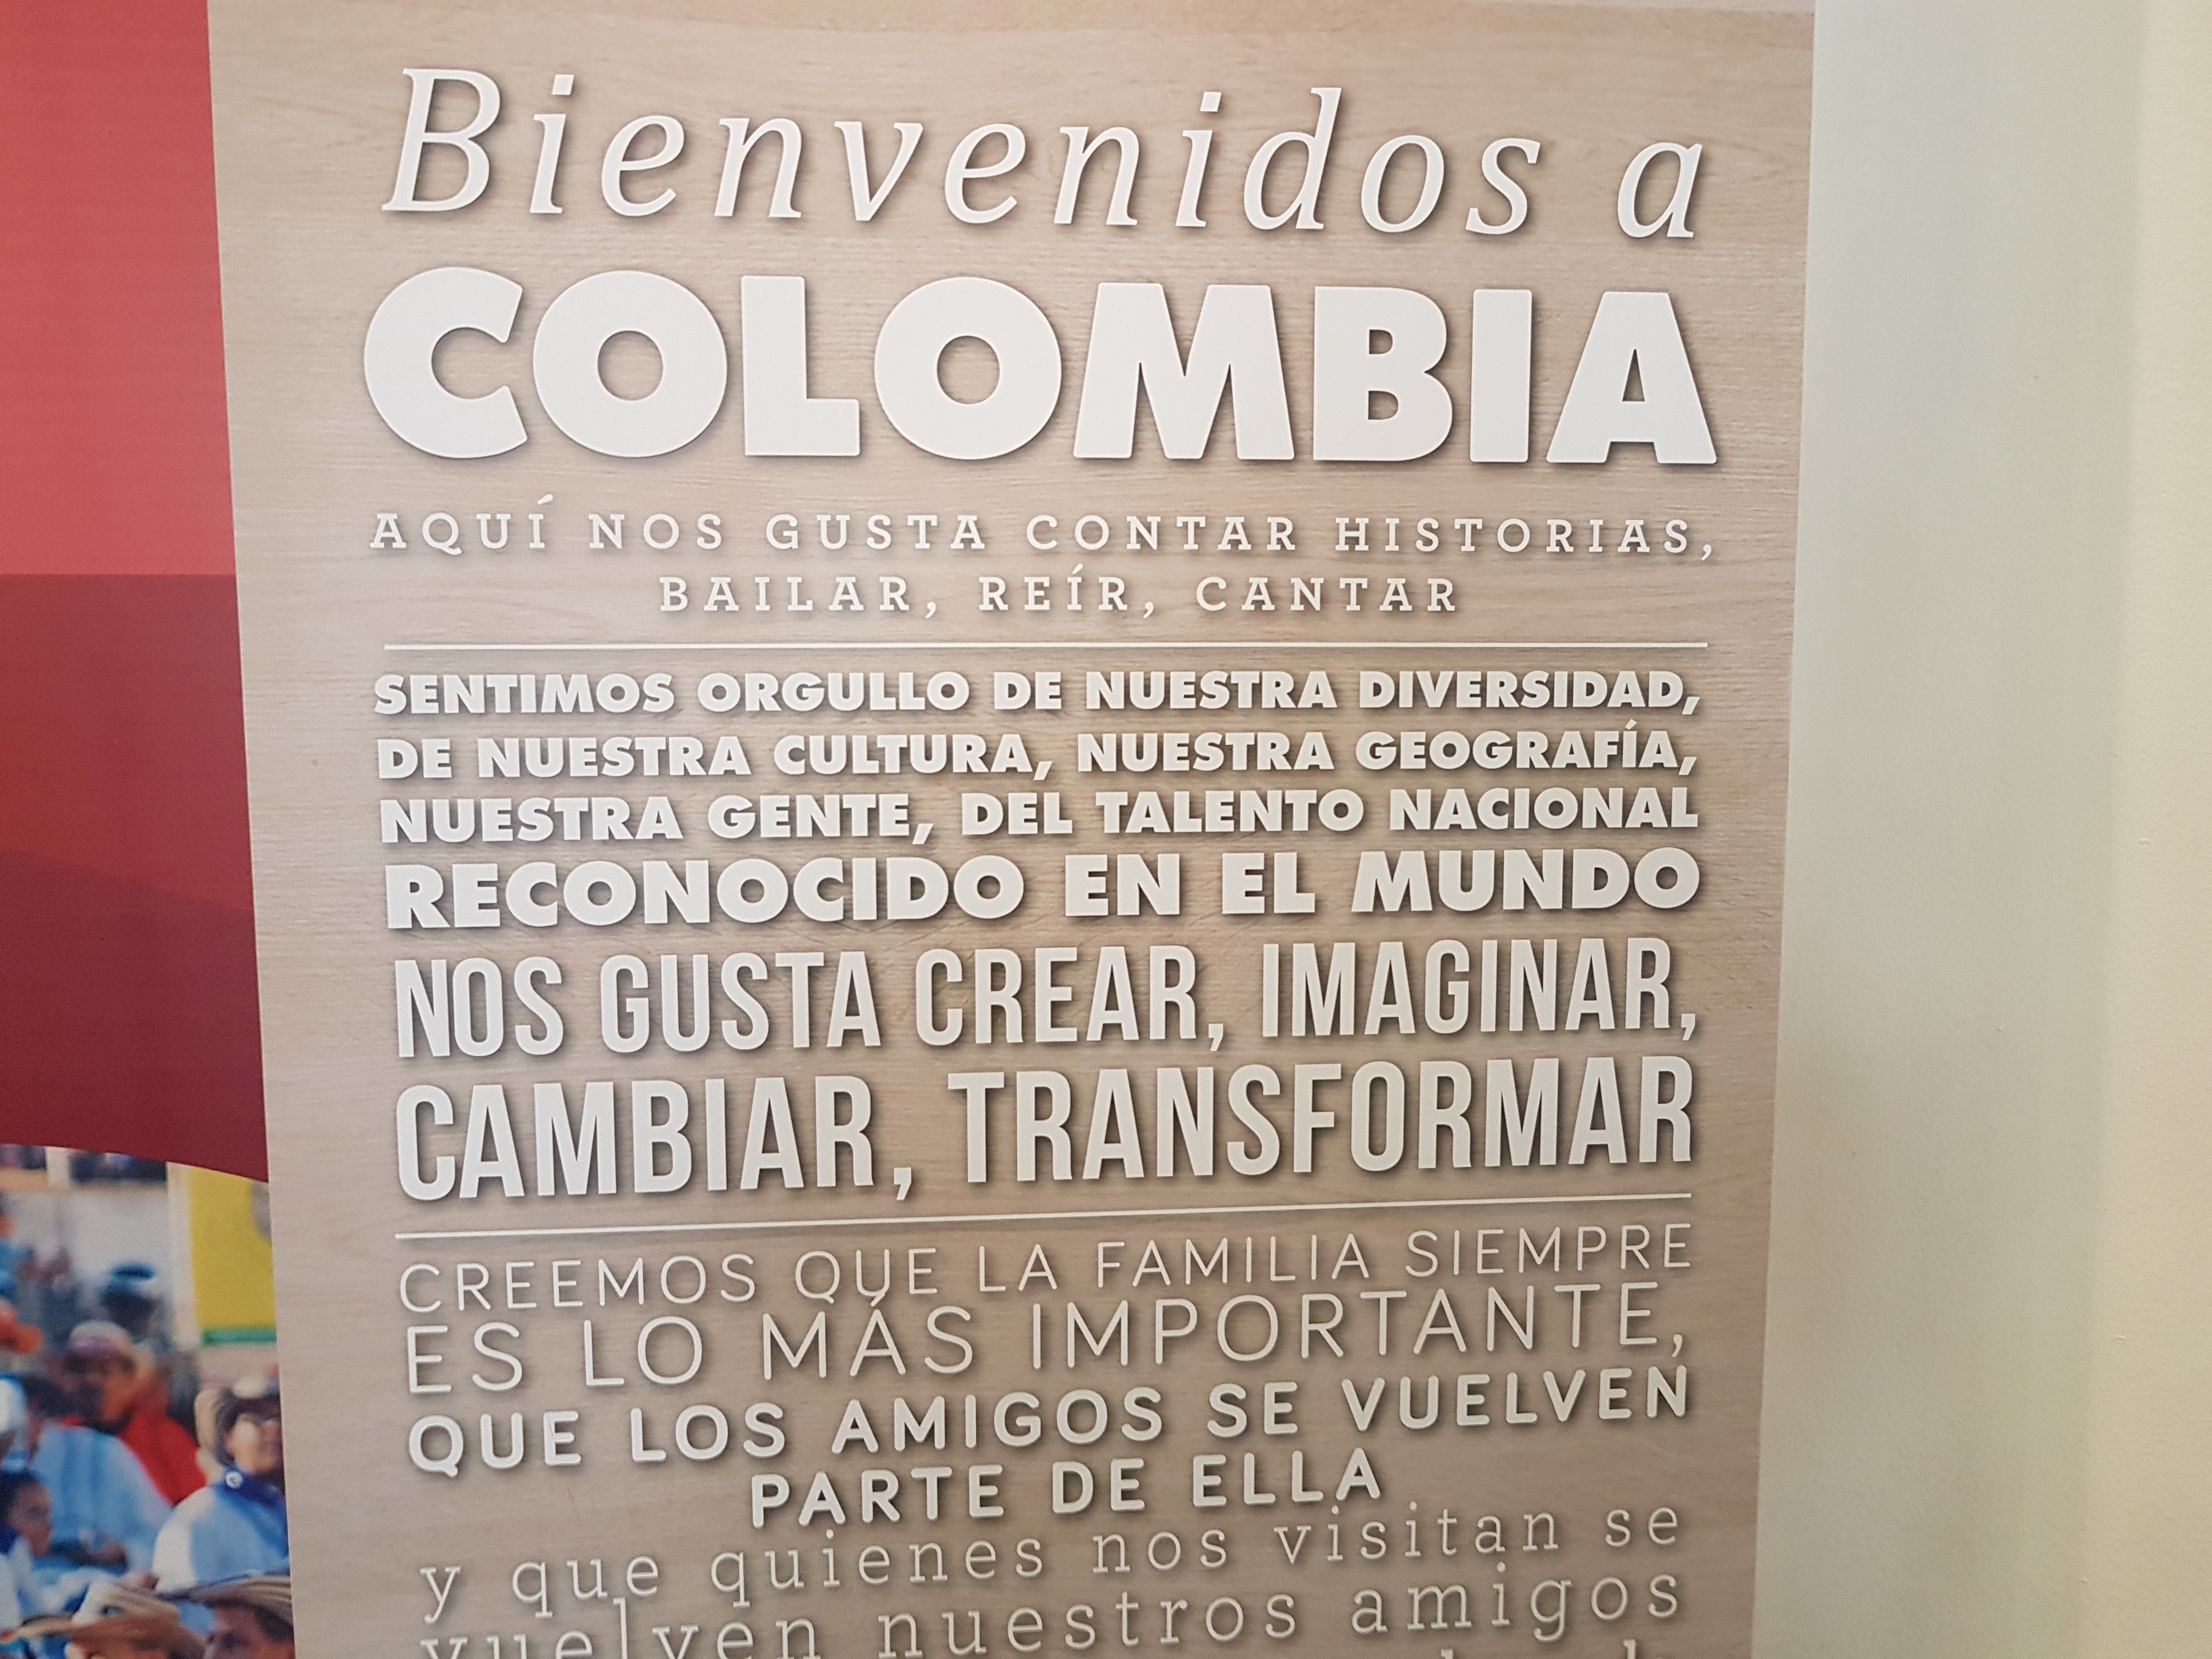 Bienvenidos a
COLOMBIA
AQUÍ NOS GUSTA CONTAR HISTORIAS,
BAILAR, REÍR, CANTAR
SENTIMOS ORGULLO DE NUESTRA DIVERSIDAD,
DE NUESTRA CULTURA, NUESTRA GEOGRAFÍA,
NUESTRA GENTE, DEL TALENTO NACIONAL
RECONOCIDO EN EL MUNDO
NOS GUSTA CREAR, IMAGINAR,
CAMBIAR, TRANSFORMAR
CREEMOS QUE LA FAMILIA SIEMPRE
ES LO MÁS IMPORTANTE,
QUE LOS AMIGOS SE VUELVEN
PARTE DE ELLA
y que quienes nos visitan se
vuelven nuestros amigos